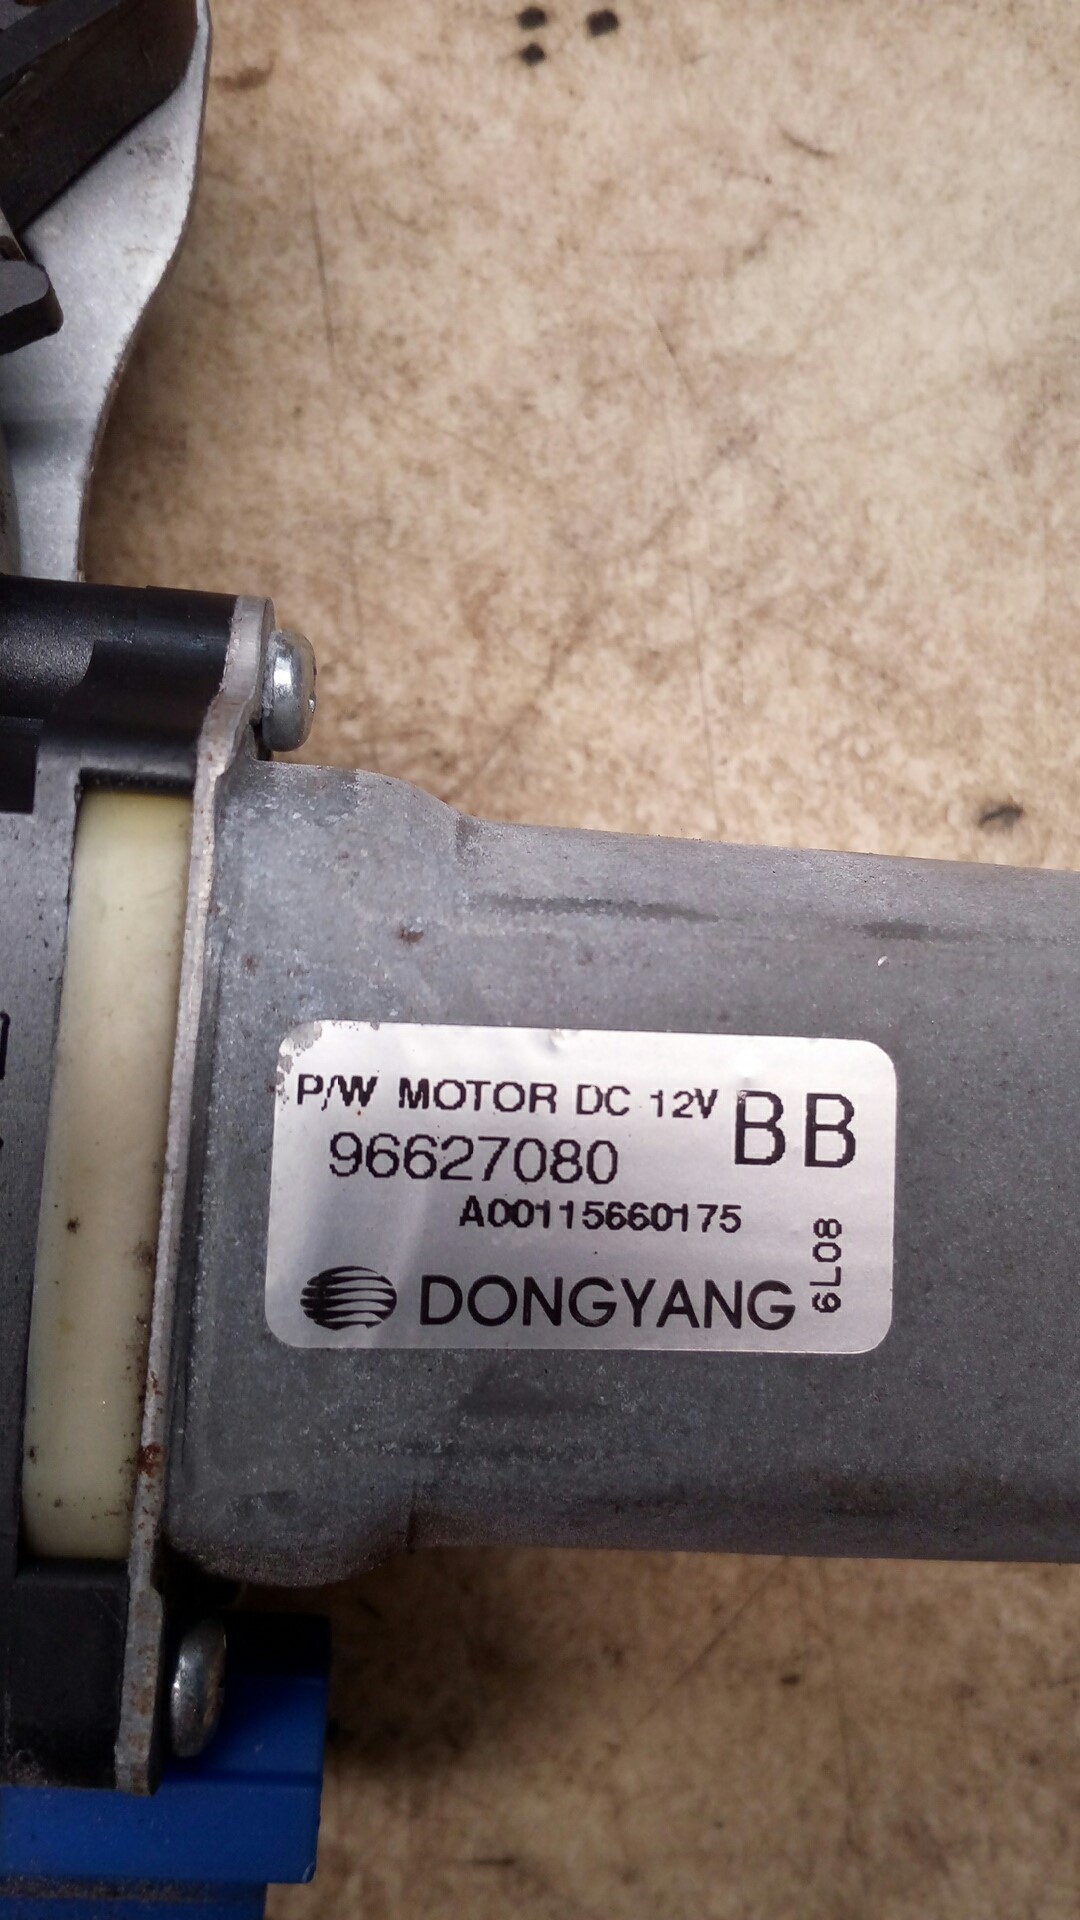 P/W MOTOR DC 12V BB
96627080
A00115660175
DONGYANG
6L08